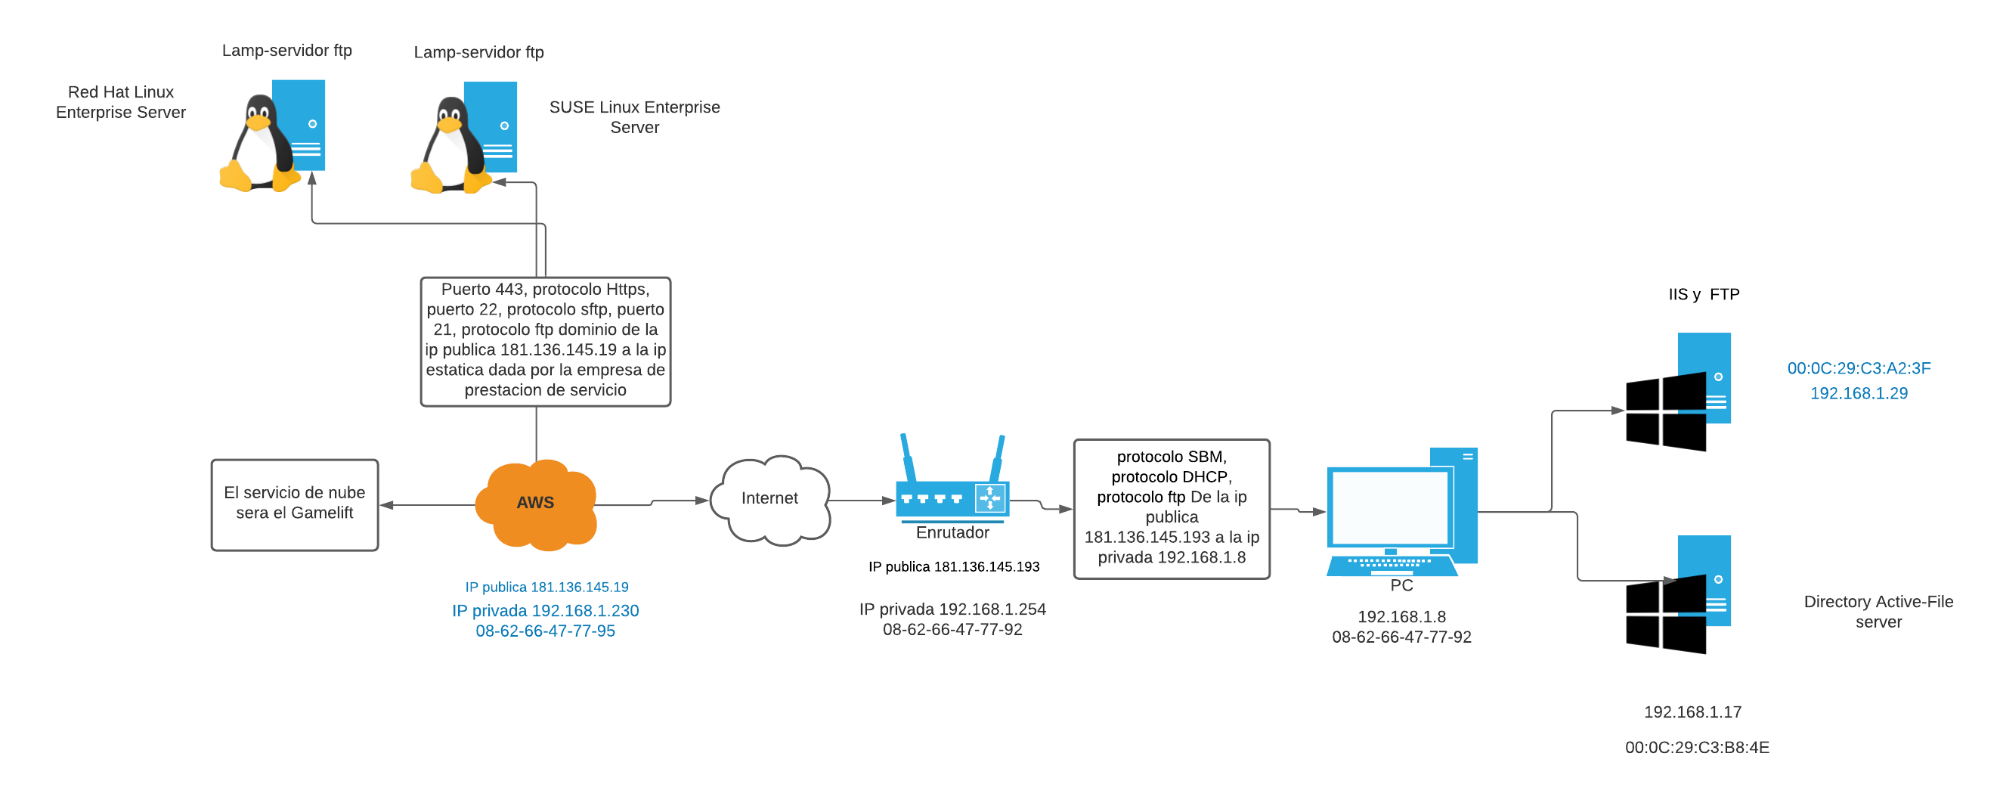 Lamp-servidor ftp
Lamp-servidor ftp
Red Hat Linux
Enterprise Server
SUSE Linux Enterprise
Server
Puerto 443, protocolo Https,
puerto 22, protocolo sftp, puerto
21, protocolo ftp dominio de la
ip publica 181.136.145.19 a la ip
estatica dada por la empresa de
prestacion de servicio
El servicio de nube
sera el Gamelift
AWS
IP publica 181.136.145.19
IP privada 192.168.1.230
08-62-66-47-77-95
Internet
Enrutador
IP publica 181.136.145.193
IP privada 192.168.1.254
08-62-66-47-77-92
protocolo SBM,
protocolo DHCP,
protocolo ftp De la ip
publica
181.136.145.193 a la ip
privada 192.168.1.8
PC
192.168.1.8
08-62-66-47-77-92
IIS y  FTP
00:0C:29:C3:A2:3F
192.168.1.29
Directory Active-File
server
192.168.1.17
00:0C:29:C3:B8:4E